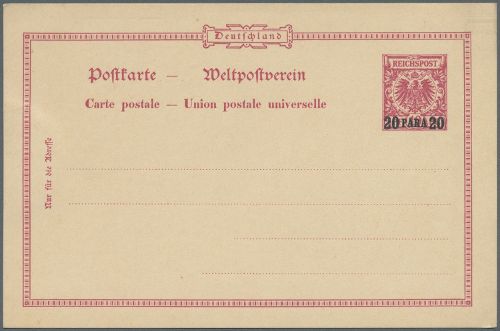 Deutschland
Postkarte — Weltpostverein
Carte postale — Union postale universelle
REICHSPOST
20 PARA 20
Nur für die Adresse